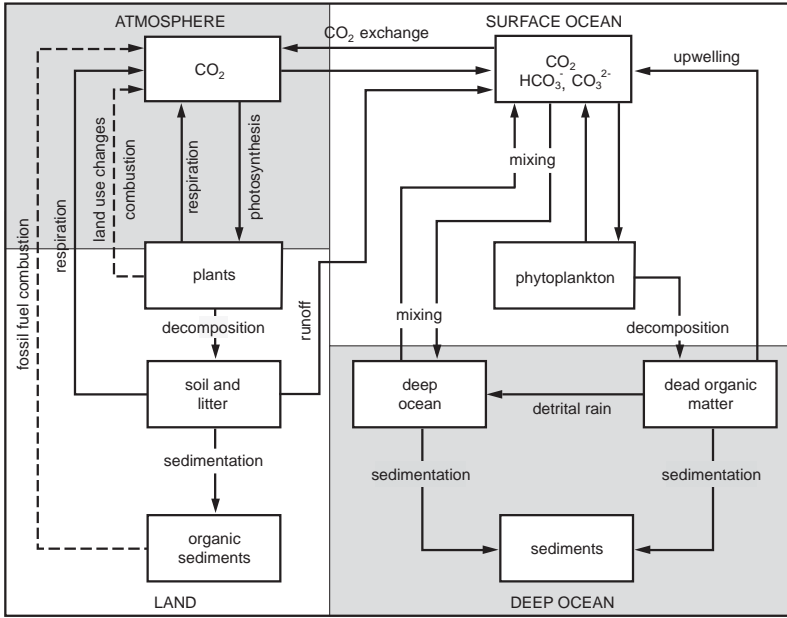 ATMOSPHERE
SURFACE OCEAN
CO₂ exchange
CO₂
CO₂
HCO₃⁻, CO₃²⁻
upwelling
fossil fuel combustion
respiration
land use changes
combustion
respiration
photosynthesis
mixing
plants
phytoplankton
runoff
mixing
decomposition
decomposition
soil and
litter
deep
ocean
detrital rain
dead organic
matter
sedimentation
sedimentation
sedimentation
organic
sediments
sediments
LAND
DEEP OCEAN